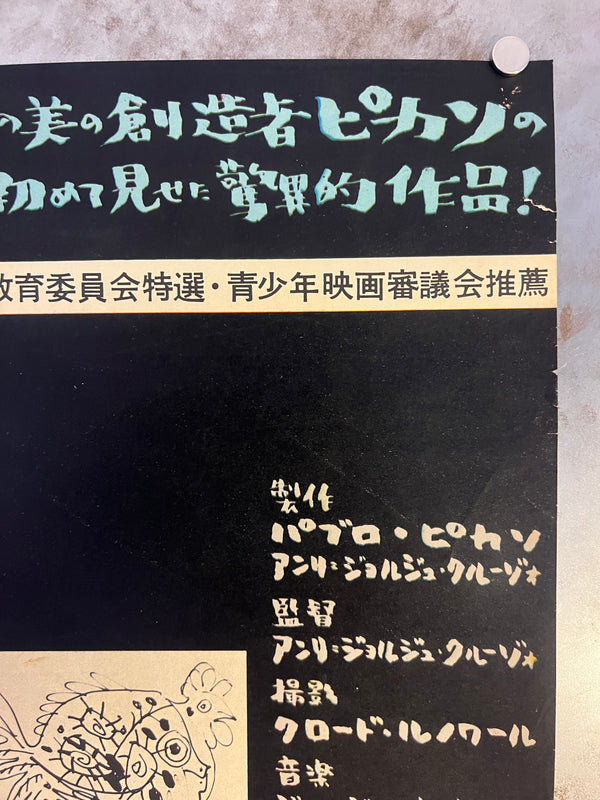 の美の創造者ピカソの
初めて見せた驚異的作品!
教育委員会特選・青少年映画審議会推薦
製作
パブロ・ピカソ
アンリ=ジョルジュ・クルーゾ★
監督
アンリ=ジョルジュ・クルーゾ★
撮影
クロード・ルノワール
音楽